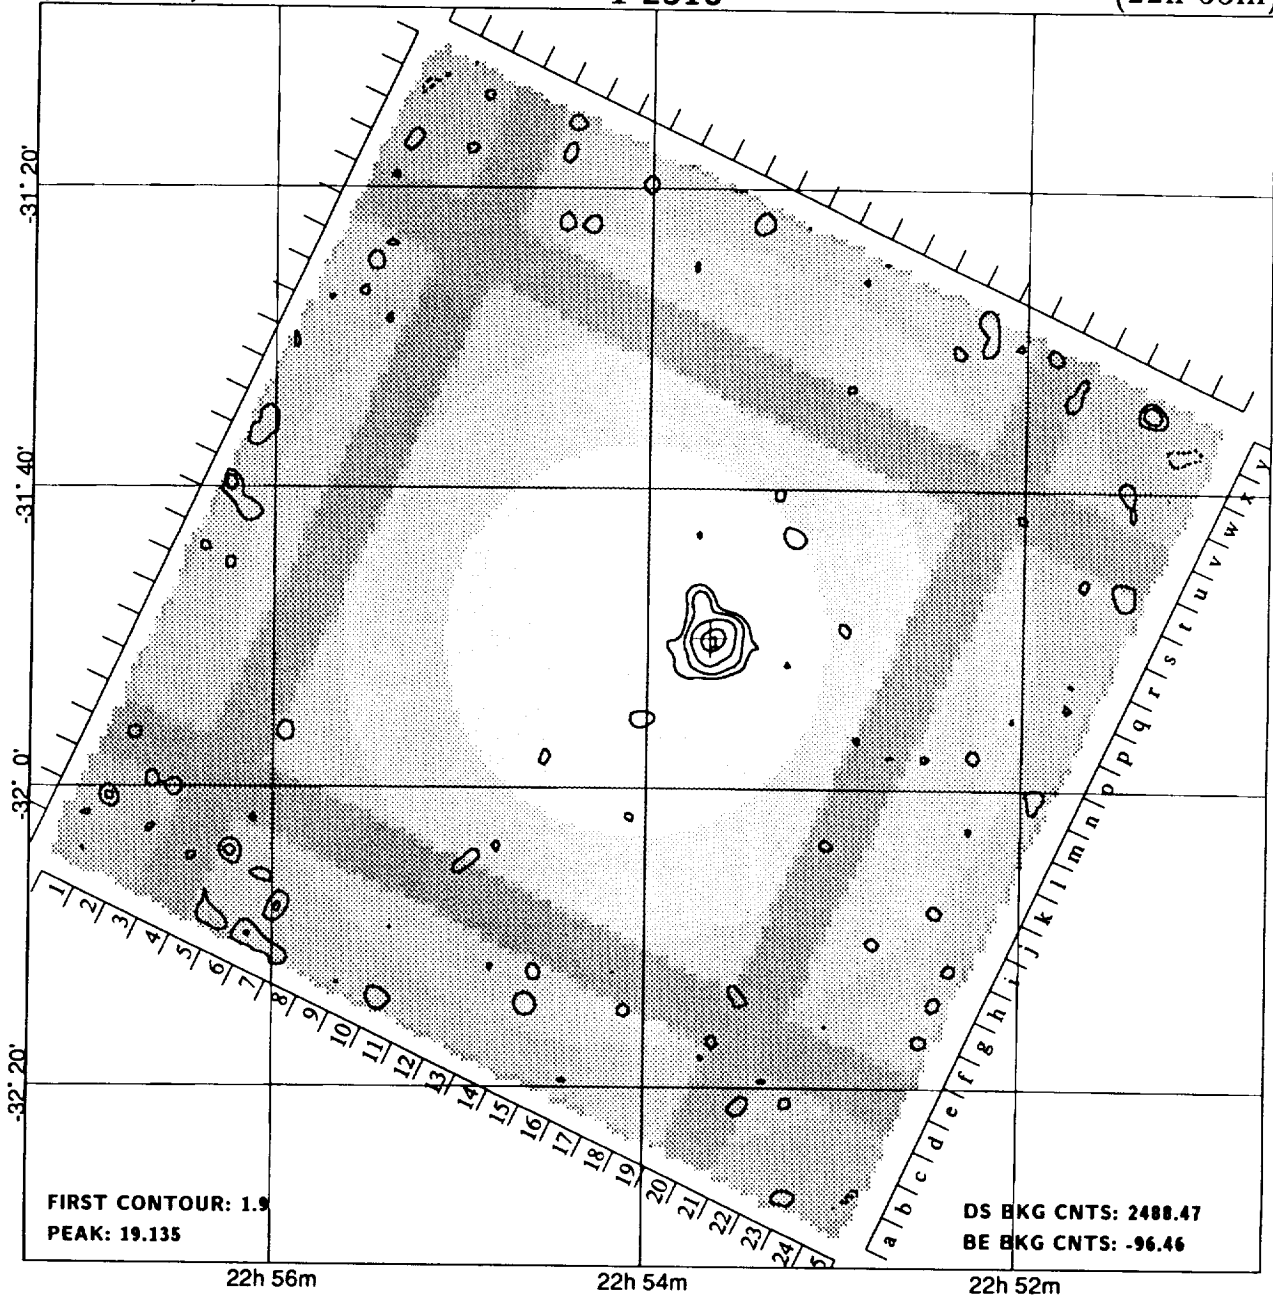 -31° 20'
-31° 40'
-32° 0'
-32° 20'
1 2 3 4 5 6 7 8 9 10 11 12 13 14 15 16 17 18 19 20 21 22 23 24
a b c d e f g h i j k l m n o p q r s t u v w x y
FIRST CONTOUR: 1.9
PEAK: 19.135
DS BKG CNTS: 2488.47
BE BKG CNTS: -96.46
22h 56m
22h 54m
22h 52m